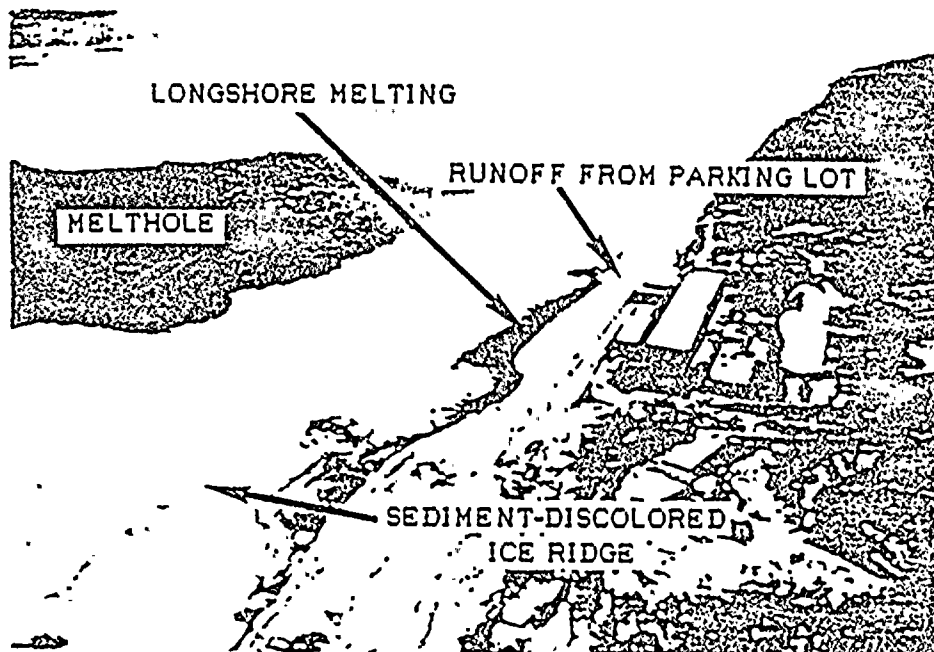 LONGSHORE MELTING
RUNOFF FROM PARKING LOT
MELTHOLE
SEDIMENT-DISCOLORED
ICE RIDGE